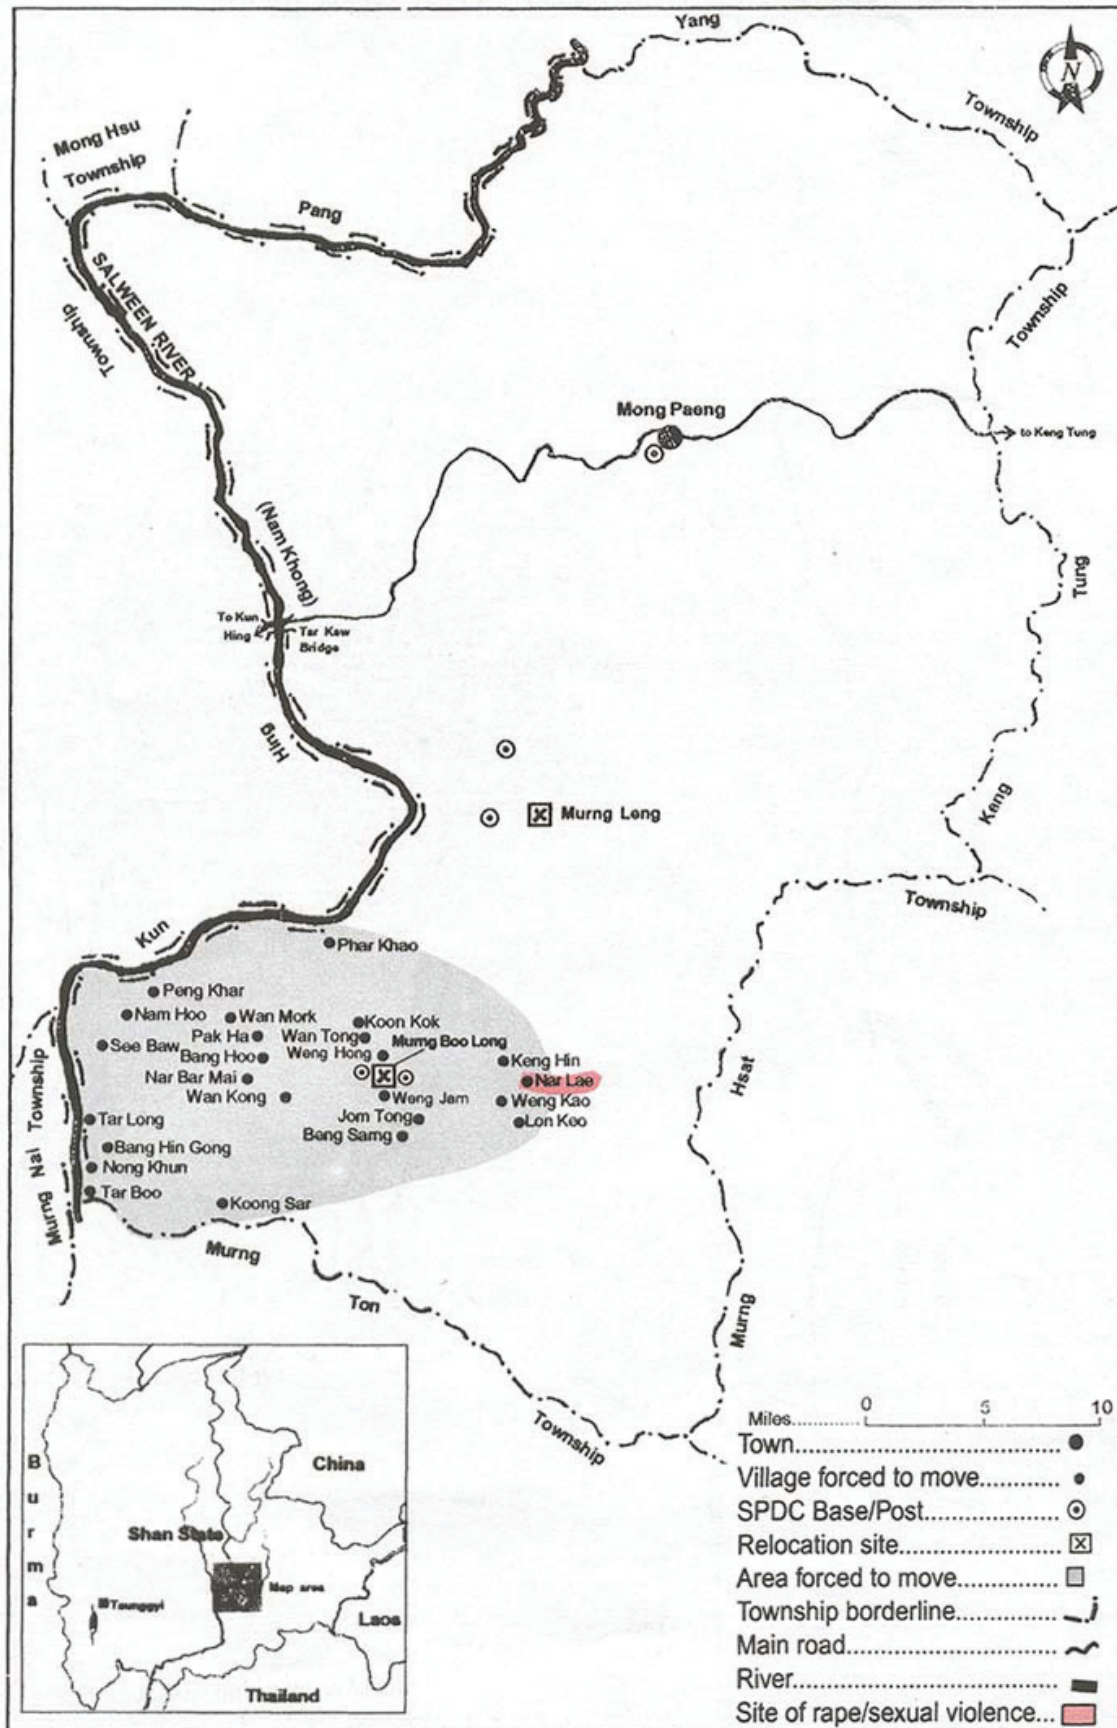 Yang
Township
Mong Hsu
Township
Pang
SALWEEN RIVER
Township
Township
Mong Paeng
to Keng Tung
(Nam Khong)
Tung
To Kun
Hing
Tar Kaw
Bridge
Hing
Murng Leng
Keng
Township
Kun
Phar Khao
Peng Khar
Nam Hoo
Wan Mork
Koon Kok
See Baw
Pak Ha
Wan Tong
Murng Boo Long
Bang Hoo
Weng Hong
Keng Hin
Nar Bar Mai
Nar Lae
Wan Kong
Weng Jam
Weng Kao
Tar Long
Jom Tong
Lon Keo
Beng Sarng
Bang Hin Gong
Nong Khun
Tar Boo
Koong Sar
Murng Nai Township
Hsat
Murng
Ton
Murng
Township
Burma
China
Shan State
Map area
Taunggyi
Laos
Thailand
0 5 10
Miles..........
Town..........................................
Village forced to move............
SPDC Base/Post.......................
Relocation site.........................
Area forced to move..................
Township borderline...............
Main road..................................
River..........................................
Site of rape/sexual violence...
N